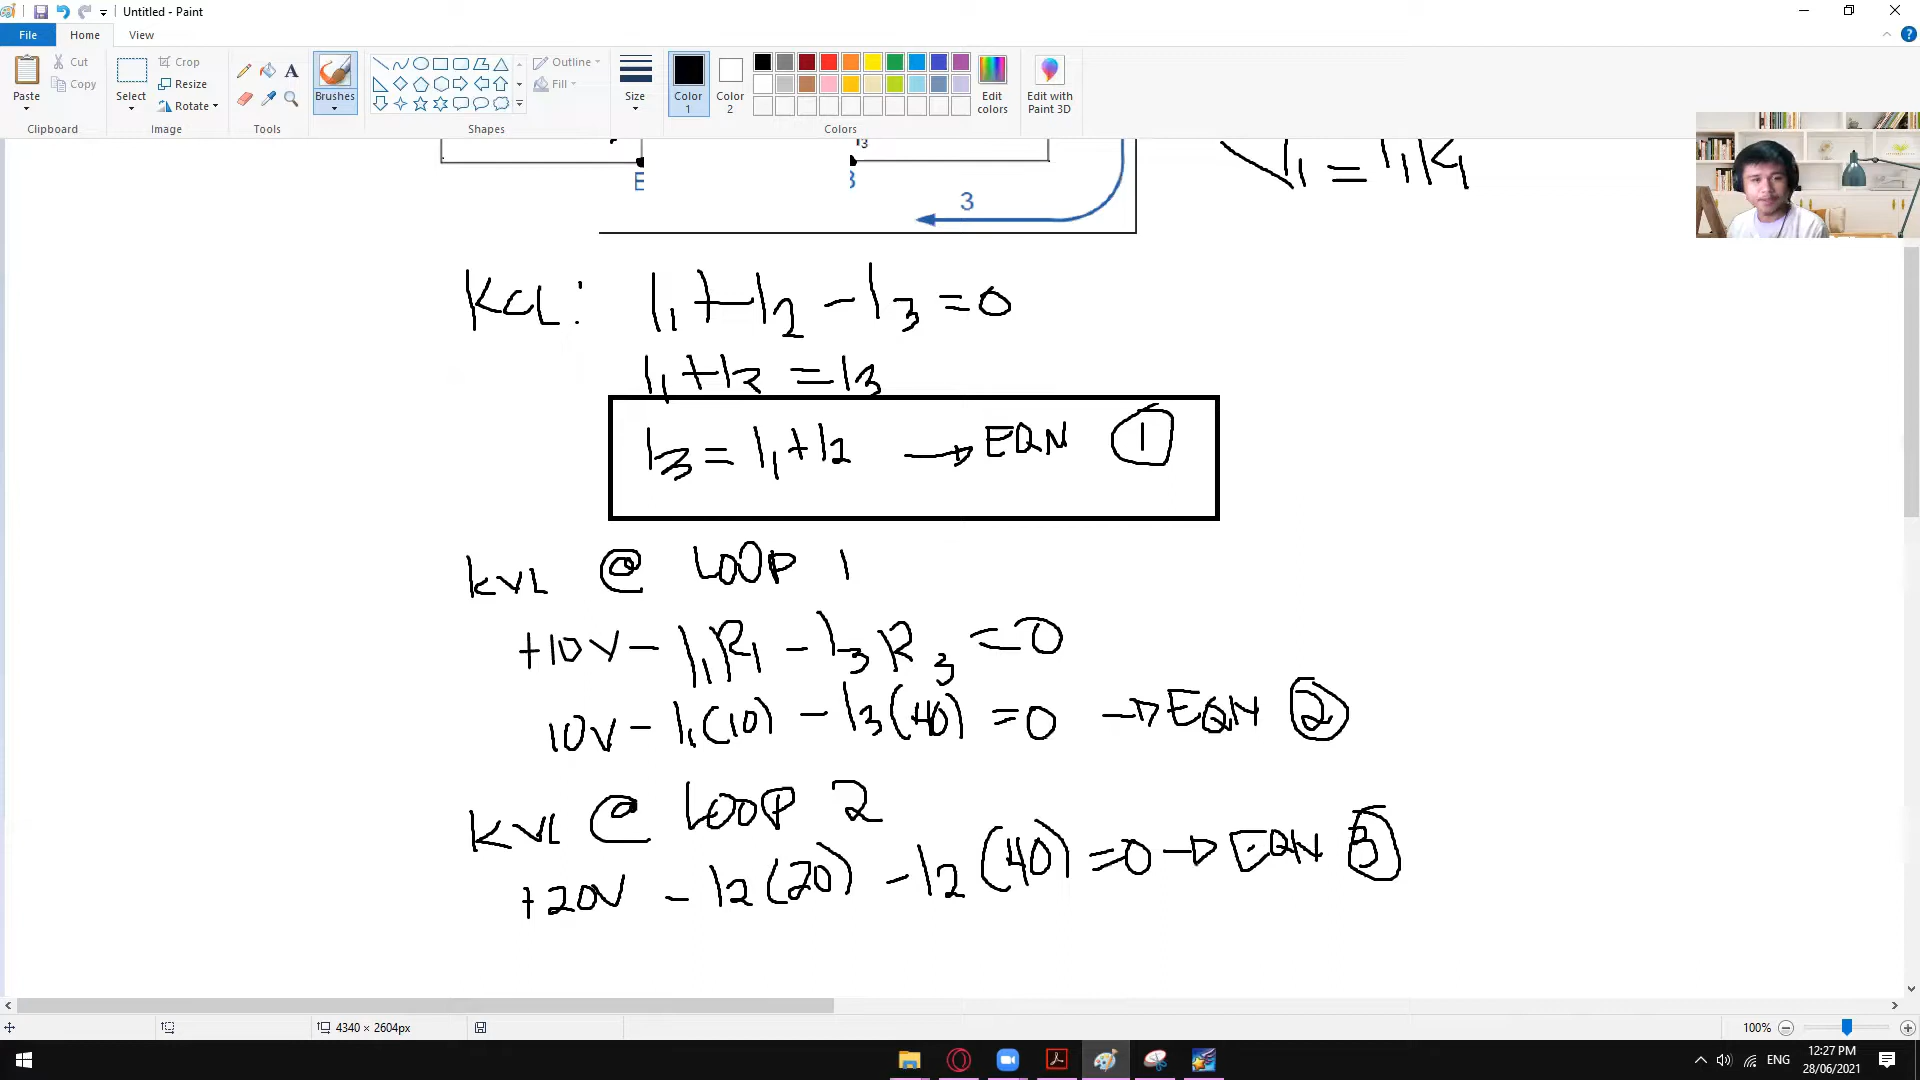 Untitled - Paint
File Home View
Paste
Cut
Copy
Clipboard
Select
Crop
Resize
Rotate
Image
Tools
Brushes
Shapes
Outline
Fill
Size
Color 1
Color 2
Colors
Edit colors
Edit with Paint 3D
E
3
V1 = I1R1
KCL: I1 + I2 - I3 = 0
I1 + I2 = I3
I3 = I1 + I2 → EQN 1
KVL @ LOOP 1
+10V - I1R1 - I3R3 = 0
10V - I1(10) - I3(40) = 0 → EQN 2
KVL @ LOOP 2
+20V - I2(20) - I2(40) = 0 → EQN 3
4340 × 2604px
100%
ENG
12:27 PM
28/06/2021